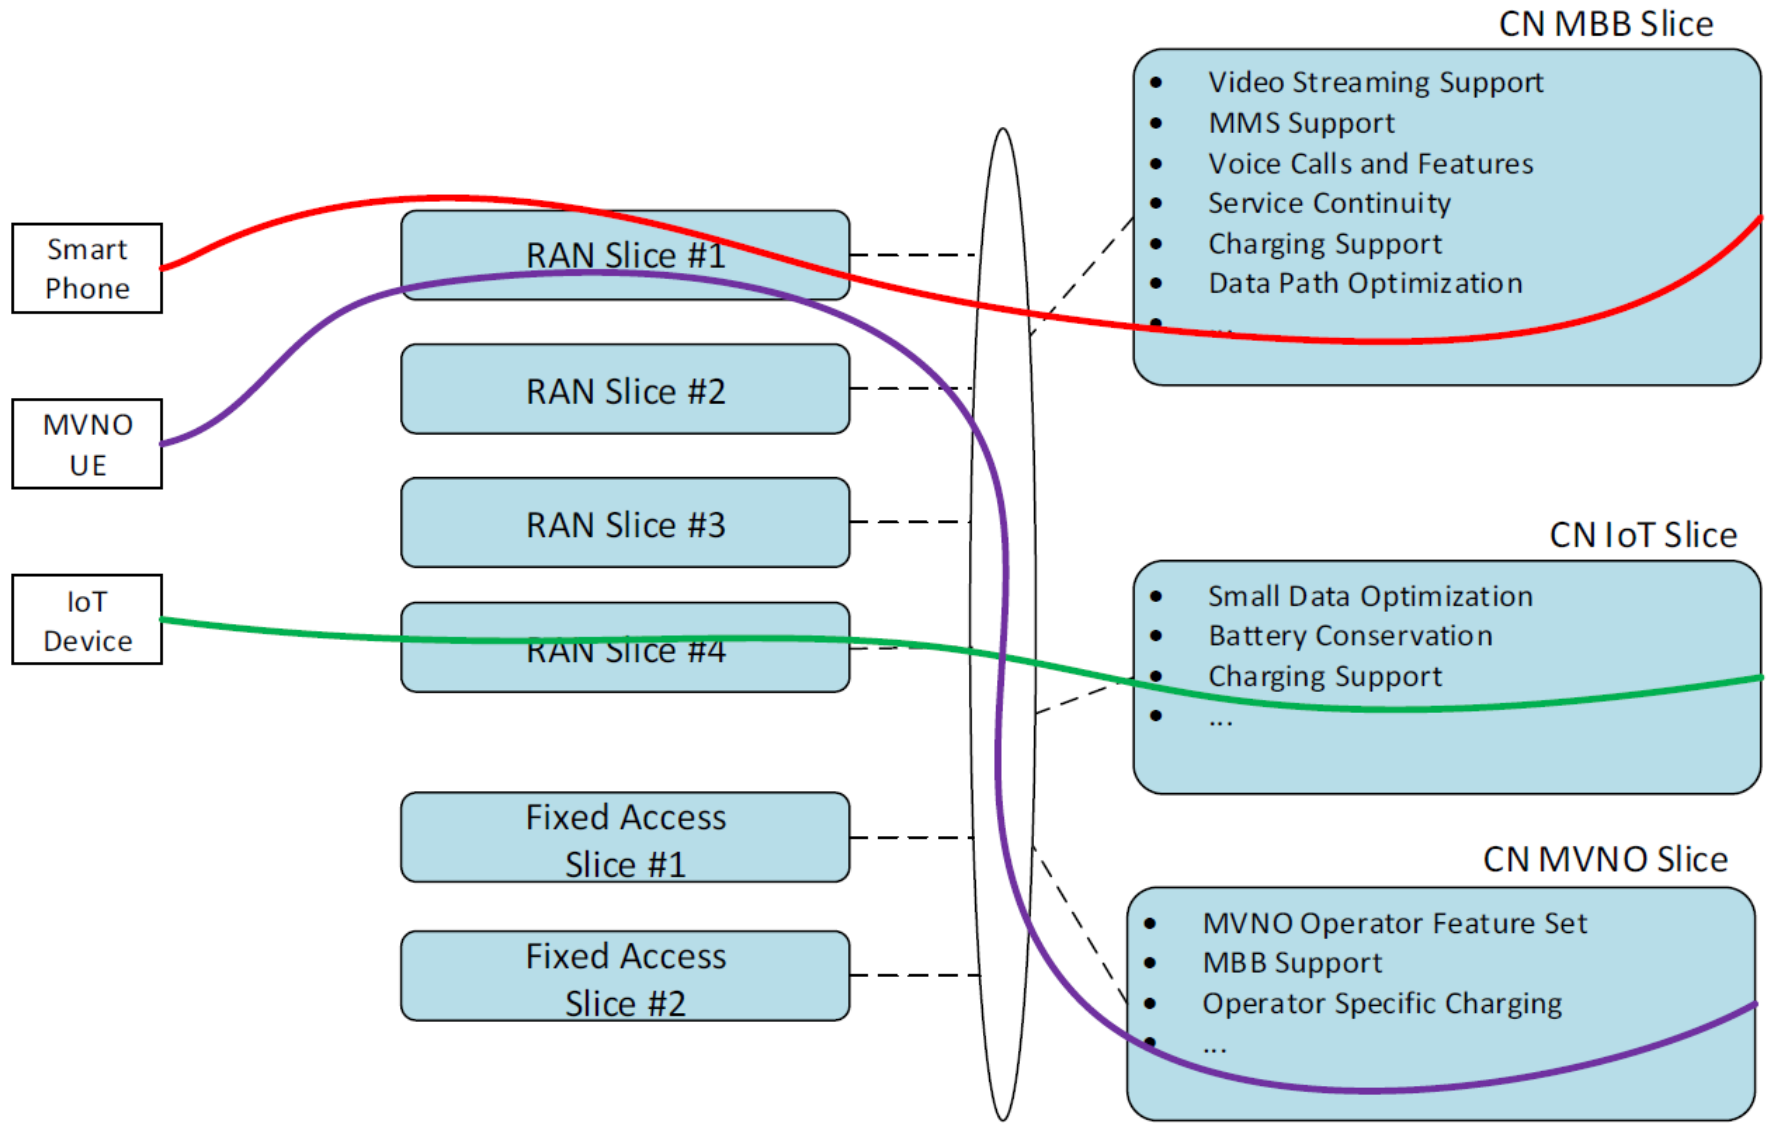 CN MBB Slice
• Video Streaming Support
• MMS Support
• Voice Calls and Features
• Service Continuity
• Charging Support
• Data Path Optimization
• ...
Smart
Phone
MVNO
UE
IoT
Device
RAN Slice #1
RAN Slice #2
RAN Slice #3
RAN Slice #4
Fixed Access
Slice #1
Fixed Access
Slice #2
CN IoT Slice
• Small Data Optimization
• Battery Conservation
• Charging Support
• ...
CN MVNO Slice
• MVNO Operator Feature Set
• MBB Support
• Operator Specific Charging
• ...